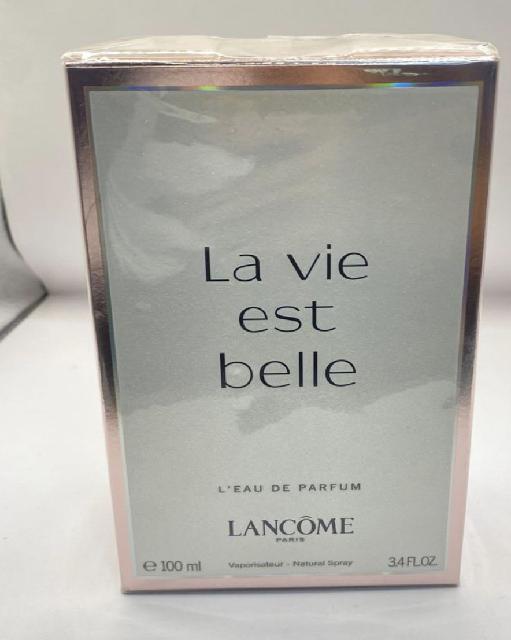 La vie
est
belle
L'EAU DE PARFUM
LANCÔME
PARIS
℮ 100 ml Vaporisateur - Natural Spray 3.4 FL.OZ.